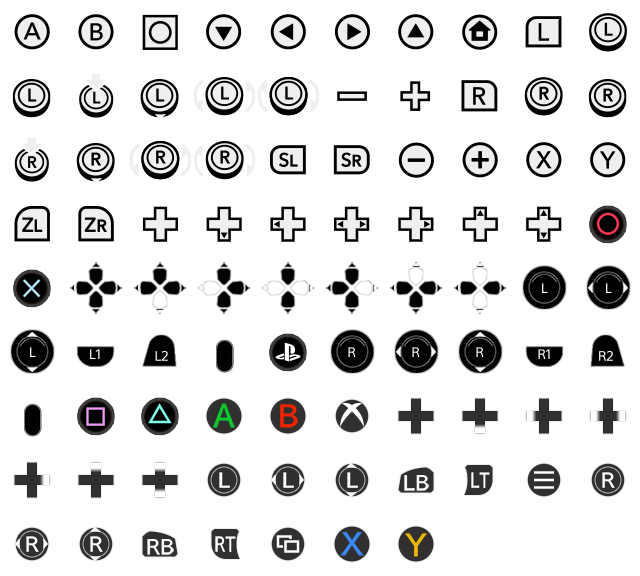 A B L L
L L L L L R R R
R R R R SL SR X Y
ZL ZR
L L
L L1 L2 R R R R1 R2
A B
L L L LB LT R
R R RB RT X Y